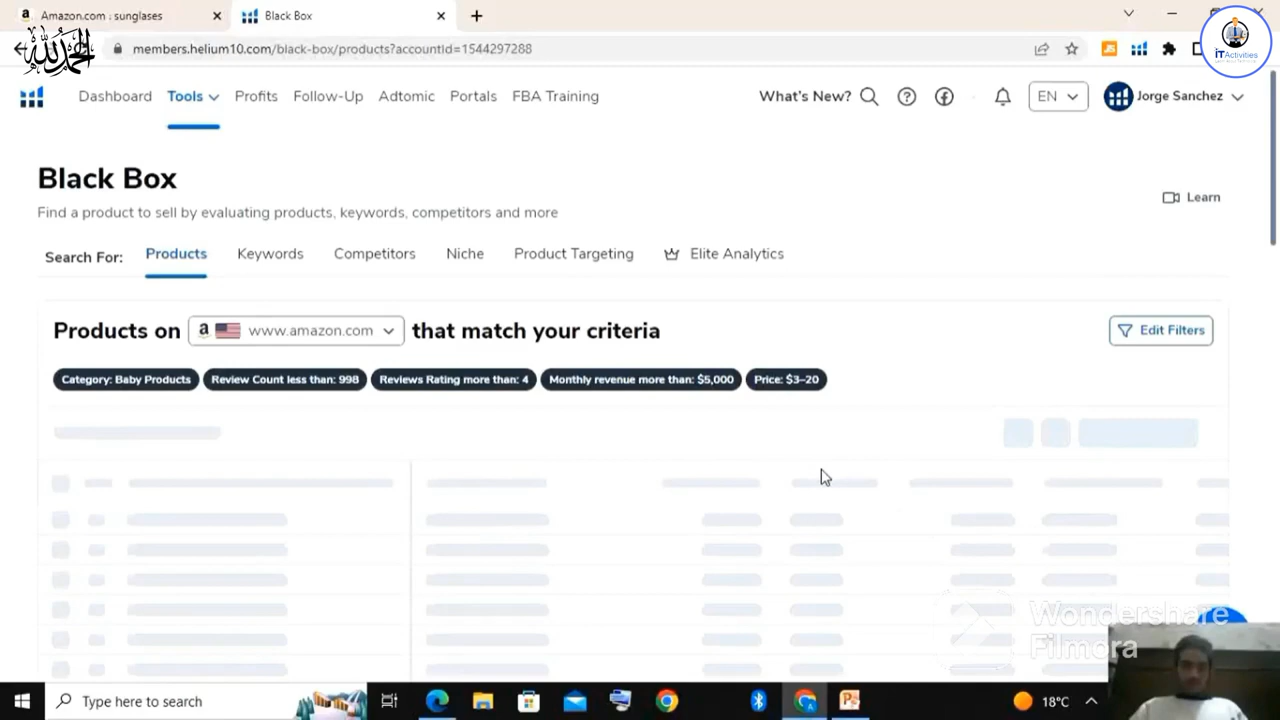 Amazon.com : sunglases
Black Box
الحمدلله
members.helium10.com/black-box/products?accountId=1544297288
iT Activities
Dashboard Tools Profits Follow-Up Adtomic Portals FBA Training What's New? EN Jorge Sanchez
Black Box
Find a product to sell by evaluating products, keywords, competitors and more
Learn
Search For: Products Keywords Competitors Niche Product Targeting Elite Analytics
Products on www.amazon.com that match your criteria
Edit Filters
Category: Baby Products Review Count less than: 998 Reviews Rating more than: 4 Monthly revenue more than: $5,000 Price: $3–20
Wondershare
Filmora
Type here to search
18°C